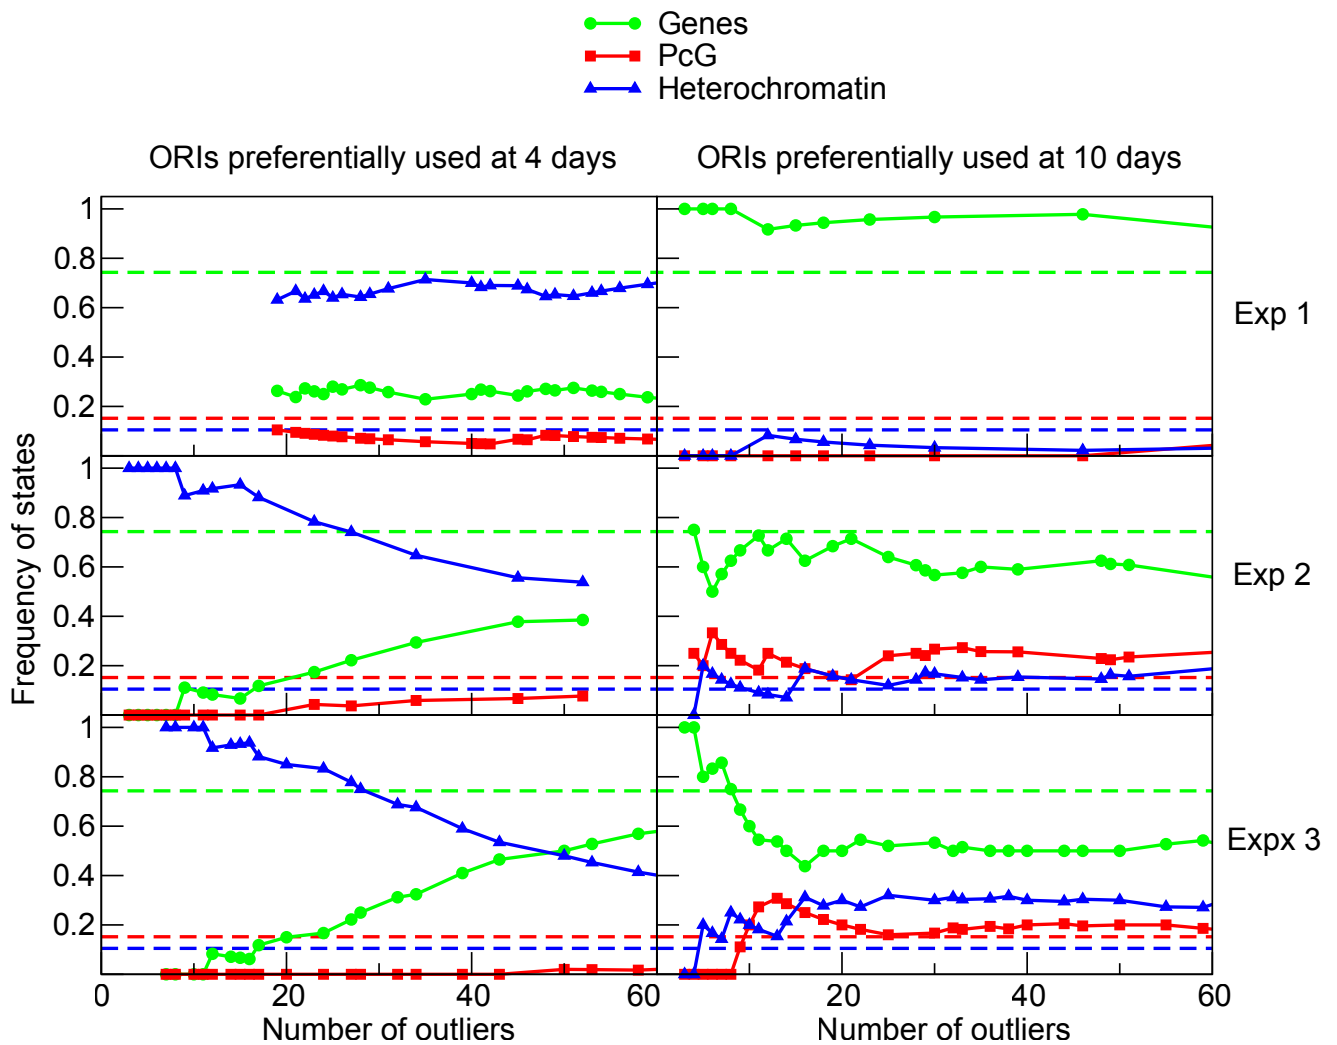 Genes
PcG
Heterochromatin
ORIs preferentially used at 4 days
ORIs preferentially used at 10 days
1
0.8
0.6
0.4
0.2
Exp 1
1
0.8
0.6
0.4
0.2
Exp 2
1
0.8
0.6
0.4
0.2
Expx 3
Frequency of states
0 20 40 60
20 40 60
Number of outliers
Number of outliers